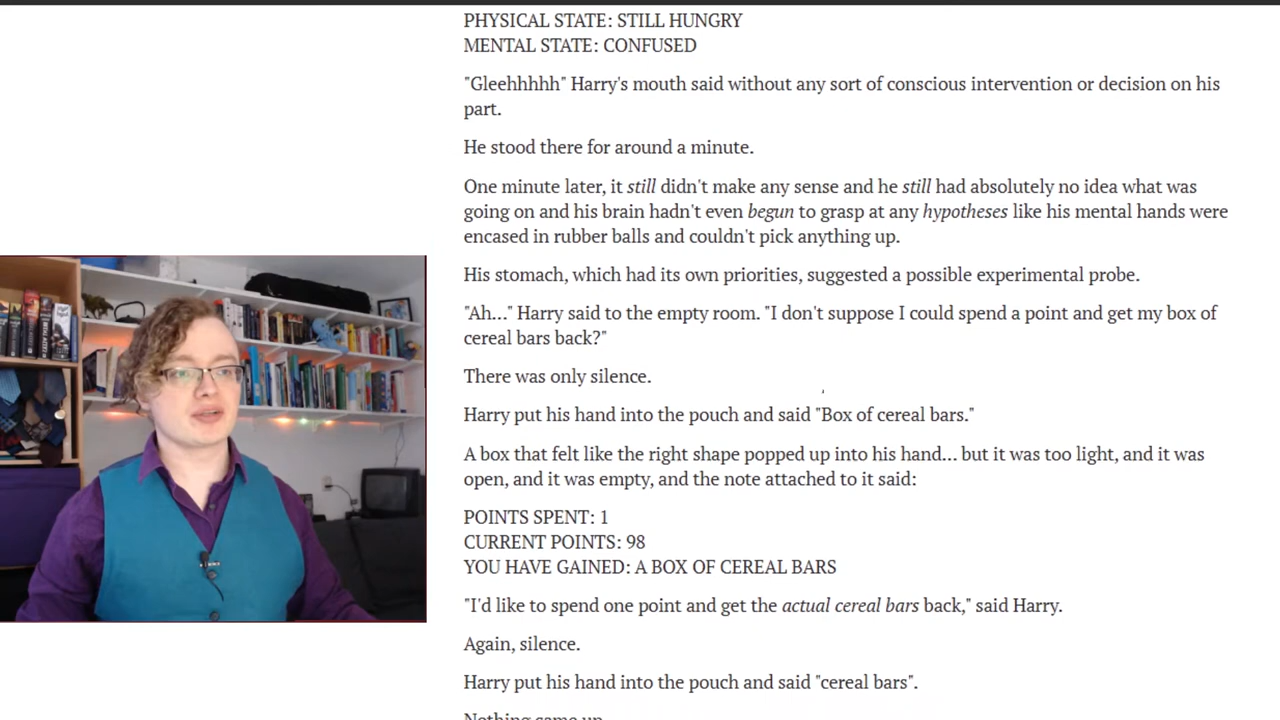 PHYSICAL STATE: STILL HUNGRY
MENTAL STATE: CONFUSED
"Gleehhhhh" Harry's mouth said without any sort of conscious intervention or decision on his
part.
He stood there for around a minute.
One minute later, it still didn't make any sense and he still had absolutely no idea what was
going on and his brain hadn't even begun to grasp at any hypotheses like his mental hands were
encased in rubber balls and couldn't pick anything up.
His stomach, which had its own priorities, suggested a possible experimental probe.
"Ah..." Harry said to the empty room. "I don't suppose I could spend a point and get my box of
cereal bars back?"
There was only silence.
Harry put his hand into the pouch and said "Box of cereal bars."
A box that felt like the right shape popped up into his hand... but it was too light, and it was
open, and it was empty, and the note attached to it said:
POINTS SPENT: 1
CURRENT POINTS: 98
YOU HAVE GAINED: A BOX OF CEREAL BARS
"I'd like to spend one point and get the actual cereal bars back," said Harry.
Again, silence.
Harry put his hand into the pouch and said "cereal bars".
Nothing came up.